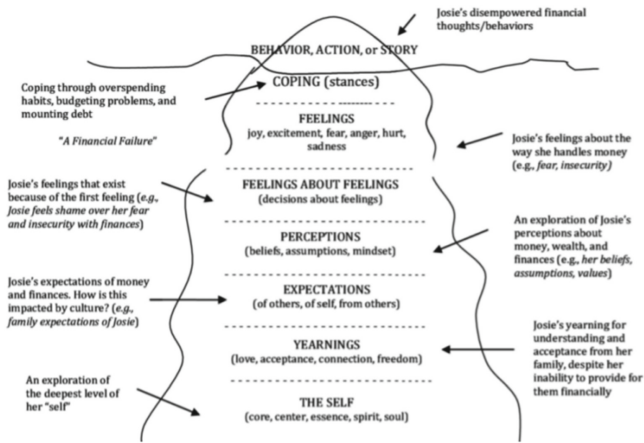 Josie's disempowered financial
thoughts/behaviors
BEHAVIOR, ACTION, or STORY
COPING (stances)
Coping through overspending
habits, budgeting problems, and
mounting debt
"A Financial Failure"
FEELINGS
joy, excitement, fear, anger, hurt,
sadness
Josie's feelings about the
way she handles money
(e.g., fear, insecurity)
Josie's feelings that exist
because of the first feeling (e.g.,
Josie feels shame over her fear
and insecurity with finances)
FEELINGS ABOUT FEELINGS
(decisions about feelings)
PERCEPTIONS
(beliefs, assumptions, mindset)
An exploration of Josie's
perceptions about
money, wealth, and
finances (e.g., her beliefs,
assumptions, values)
Josie's expectations of money
and finances. How is this
impacted by culture? (e.g.,
family expectations of Josie)
EXPECTATIONS
(of others, of self, from others)
YEARNINGS
(love, acceptance, connection, freedom)
Josie's yearning for
understanding and
acceptance from her
family, despite her
inability to provide for
them financially
An exploration of
the deepest level of
her "self"
THE SELF
(core, center, essence, spirit, soul)